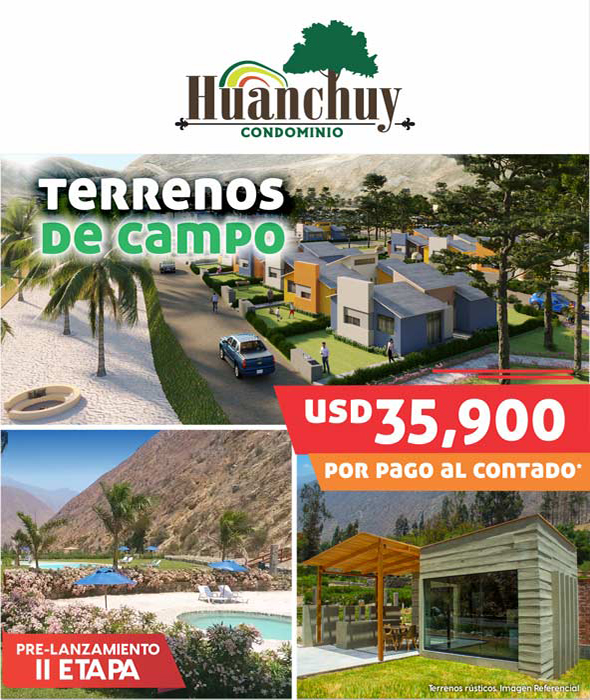 Huanchuy
CONDOMINIO
Terrenos
De campo
USD 35,900
POR PAGO AL CONTADO*
PRE-LANZAMIENTO
II ETAPA
Terrenos rústicos. Imagen Referencial